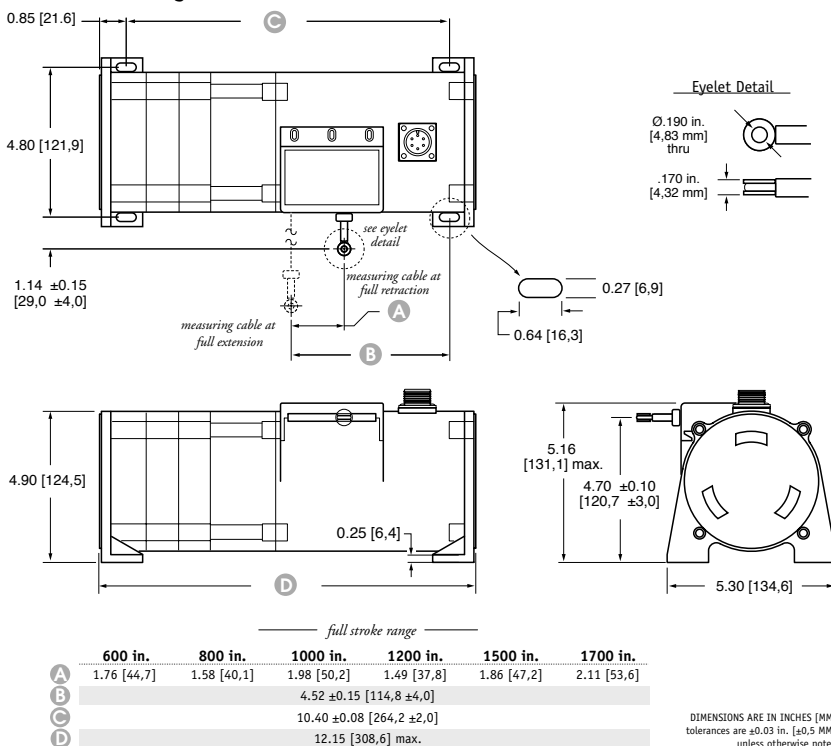 0.85 [21.6]
C
4.80 [121,9]
1.14 ±0.15
[29,0 ±4,0]
see eyelet
detail
measuring cable at
full retraction
A
measuring cable at
full extension
B
Eyelet Detail
Ø.190 in.
[4,83 mm]
thru
.170 in.
[4,32 mm]
0.27 [6,9]
0.64 [16,3]
4.90 [124,5]
0.25 [6,4]
D
5.16
[131,1] max.
4.70 ±0.10
[120,7 ±3,0]
5.30 [134,6]
full stroke range
600 in. 800 in. 1000 in. 1200 in. 1500 in. 1700 in.
A 1.76 [44,7] 1.58 [40,1] 1.98 [50,2] 1.49 [37,8] 1.86 [47,2] 2.11 [53,6]
B 4.52 ±0.15 [114,8 ±4,0]
C 10.40 ±0.08 [264,2 ±2,0]
D 12.15 [308,6] max.
DIMENSIONS ARE IN INCHES [MM
tolerances are ±0.03 in. [±0,5 MM
unless otherwise note